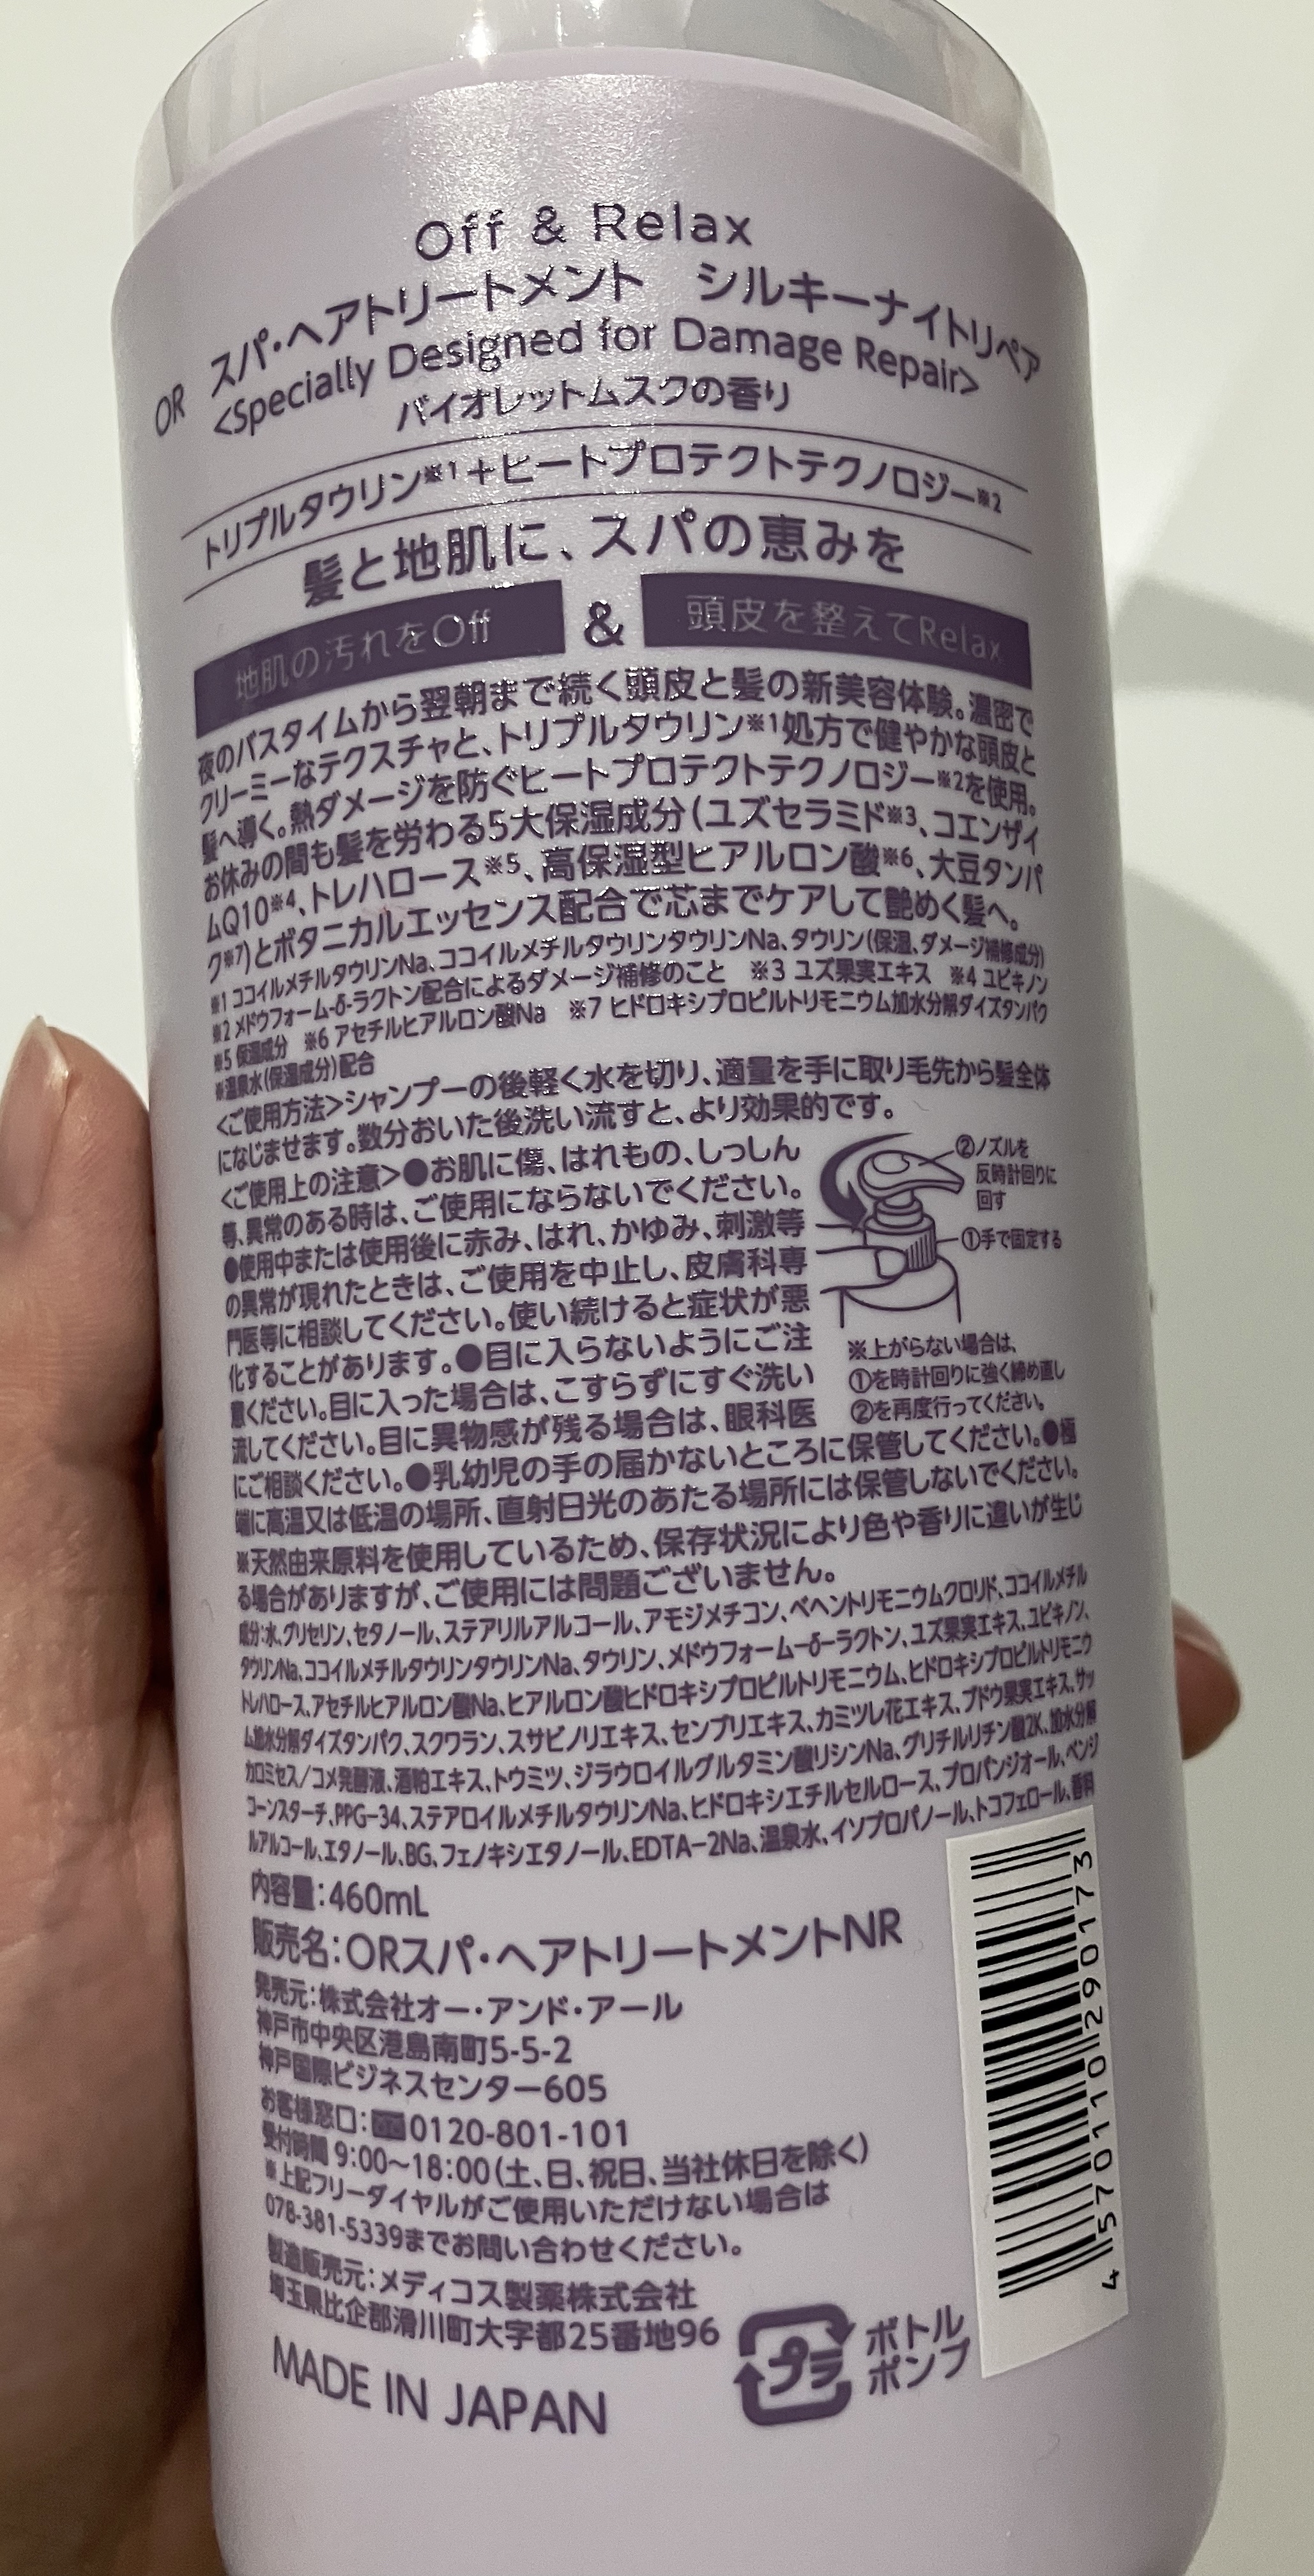 Off & Relax
OR スパ・ヘアトリートメント シルキーナイトリペア
<Specially Designed for Damage Repair>
バイオレットムスクの香り
トリプルタウリン※1+ヒートプロテクトテクノロジー※2
髪と地肌に、スパの恵みを
地肌の汚れをOff & 頭皮を整えてRelax
夜のバスタイムから翌朝まで続く頭皮と髪の新美容体験。濃密で
クリーミーなテクスチャと、トリプルタウリン※1処方で健やかな頭皮と
髪へ導く。熱ダメージを防ぐヒートプロテクトテクノロジー※2を使用。
お休みの間も髪を労わる5大保湿成分(ユズセラミド※3、コエンザイ
ムQ10※4、トレハロース※5、高保湿型ヒアルロン酸※6、大豆タンパ
ク※7)とボタニカルエッセンス配合で芯までケアして艶めく髪へ。
※1 ココイルメチルタウリンNa、ココイルメチルタウリンタウリンNa、タウリン(保湿、ダメージ補修成分)
※2 メドウフォーム-δ-ラクトン配合によるダメージ補修のこと ※3 ユズ果実エキス ※4 ユビキノン
※5 保湿成分 ※6 アセチルヒアルロン酸Na ※7 ヒドロキシプロピルトリモニウム加水分解ダイズタンパク
※温泉水(保湿成分)配合
<ご使用方法>シャンプーの後軽く水を切り、適量を手に取り毛先から髪全体
になじませます。数分おいた後洗い流すと、より効果的です。
<ご使用上の注意>●お肌に傷、はれもの、しっしん
等、異常のある時は、ご使用にならないでください。
●使用中または使用後に赤み、はれ、かゆみ、刺激等
の異常が現れたときは、ご使用を中止し、皮膚科専
門医等に相談してください。使い続けると症状が悪
化することがあります。●目に入らないようにご注
意ください。目に入った場合は、こすらずにすぐ洗い
流してください。目に異物感が残る場合は、眼科医
にご相談ください。●乳幼児の手の届かないところに保管してください。●極
端に高温又は低温の場所、直射日光のあたる場所には保管しないでください。
※天然由来原料を使用しているため、保存状況により色や香りに違いが生じ
る場合がありますが、ご使用には問題ございません。
②ノズルを
反時計回りに
回す
①手で固定する
※上がらない場合は、
①を時計回りに強く締め直し
②を再度行ってください。
成分:水、グリセリン、セタノール、ステアリルアルコール、アモジメチコン、ベヘントリモニウムクロリド、ココイルメチル
タウリンNa、ココイルメチルタウリンタウリンNa、タウリン、メドウフォーム-δ-ラクトン、ユズ果実エキス、ユビキノン、
トレハロース、アセチルヒアルロン酸Na、ヒアルロン酸ヒドロキシプロピルトリモニウム、ヒドロキシプロピルトリモニウ
ム加水分解ダイズタンパク、スクワラン、スサビノリエキス、センブリエキス、カミツレ花エキス、ブドウ果実エキス、サッ
カロミセス/コメ発酵液、酒粕エキス、トウミツ、ジラウロイルグルタミン酸リシンNa、グリチルリチン酸2K、加水分解
コーンスターチ、PPG-34、ステアロイルメチルタウリンNa、ヒドロキシエチルセルロース、プロパンジオール、ベンジ
ルアルコール、エタノール、BG、フェノキシエタノール、EDTA-2Na、温泉水、イソプロパノール、トコフェロール、香料
内容量:460mL
販売名:ORスパ・ヘアトリートメントNR
発売元:株式会社オー・アンド・アール
神戸市中央区港島南町5-5-2
神戸国際ビジネスセンター605
お客様窓口:0120-801-101
受付時間 9:00~18:00(土、日、祝日、当社休日を除く)
※上記フリーダイヤルがご使用いただけない場合は
078-381-5339までお問い合わせください。
製造販売元:メディコス製薬株式会社
埼玉県比企郡滑川町大字都25番地96
MADE IN JAPAN
プラ
ボトル
ポンプ
4 570110 290173